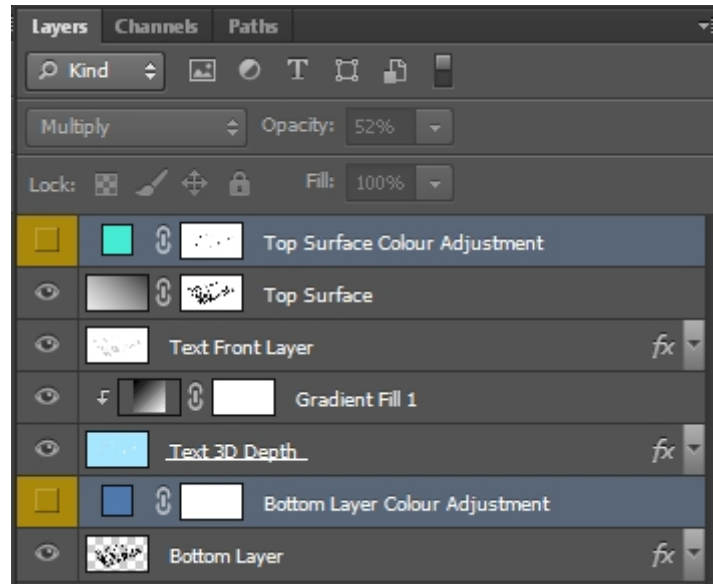 Layers Channels Paths
Kind T
Multiply Opacity: 52%
Lock: Fill: 100%
Top Surface Colour Adjustment
Top Surface
Text Front Layer fx
Gradient Fill 1
Text 3D Depth fx
Bottom Layer Colour Adjustment
Bottom Layer fx